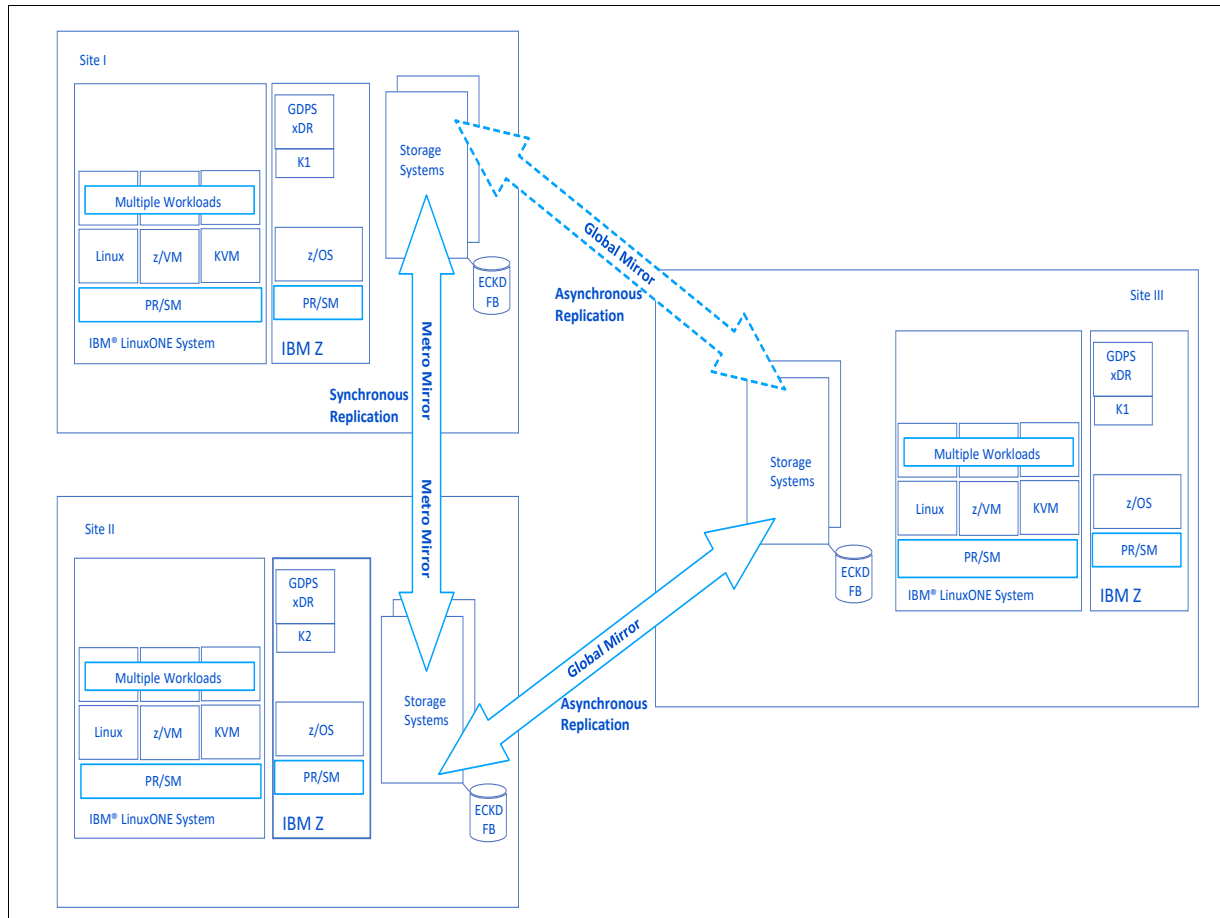 Site I
GDPS
xDR
K1
Storage
Systems
Multiple Workloads
Linux
z/VM
KVM
z/OS
PR/SM
PR/SM
IBM® LinuxONE System
IBM Z
ECKD
FB
Global Mirror
Asynchronous
Replication
Metro Mirror
Synchronous
Replication
Metro Mirror
Site II
GDPS
xDR
K2
Multiple Workloads
Storage
Systems
Linux
z/VM
KVM
z/OS
PR/SM
PR/SM
IBM® LinuxONE System
IBM Z
ECKD
FB
Global Mirror
Asynchronous
Replication
Site III
GDPS
xDR
K1
Storage
Systems
Multiple Workloads
Linux
z/VM
KVM
z/OS
PR/SM
PR/SM
ECKD
FB
IBM® LinuxONE System
IBM Z